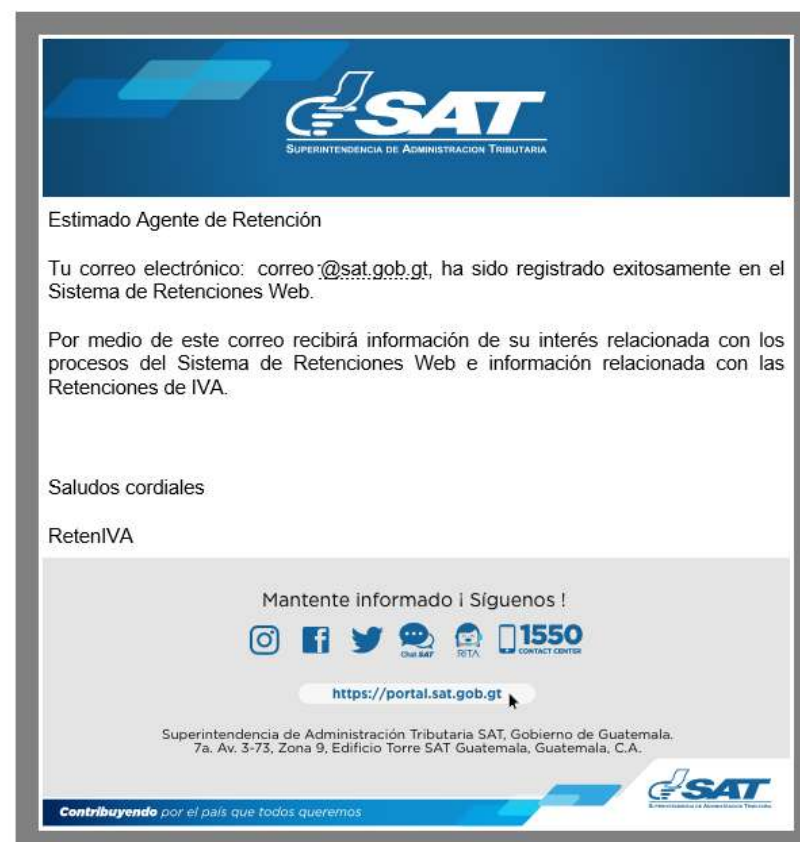 SAT
SUPERINTENDENCIA DE ADMINISTRACION TRIBUTARIA
Estimado Agente de Retención
Tu correo electrónico: correo @sat.gob.gt, ha sido registrado exitosamente en el
Sistema de Retenciones Web.
Por medio de este correo recibirá información de su interés relacionada con los
procesos del Sistema de Retenciones Web e información relacionada con las
Retenciones de IVA.
Saludos cordiales
RetenIVA
Mantente informado ¡ Síguenos !
Chat SAT
RITA
1550
CONTACT CENTER
https://portal.sat.gob.gt
Superintendencia de Administración Tributaria SAT, Gobierno de Guatemala.
7a. Av. 3-73, Zona 9, Edificio Torre SAT Guatemala, Guatemala, C.A.
SAT
SUPERINTENDENCIA DE ADMINISTRACION TRIBUTARIA
Contribuyendo por el país que todos queremos